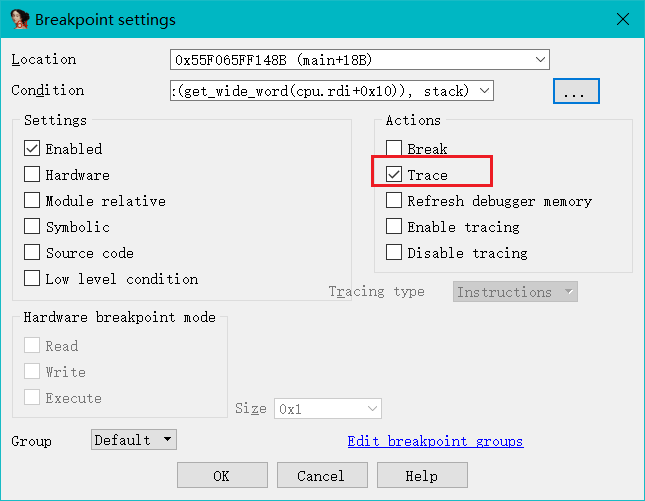 Breakpoint settings
Location 0x55F065FF148B (main+18B)
Condition :(get_wide_word(cpu.rdi+0x10)), stack) ...
Settings
Enabled
Hardware
Module relative
Symbolic
Source code
Low level condition
Actions
Break
Trace
Refresh debugger memory
Enable tracing
Disable tracing
Tracing type Instructions
Hardware breakpoint mode
Read
Write
Execute
Size 0x1
Group Default Edit breakpoint groups
OK Cancel Help